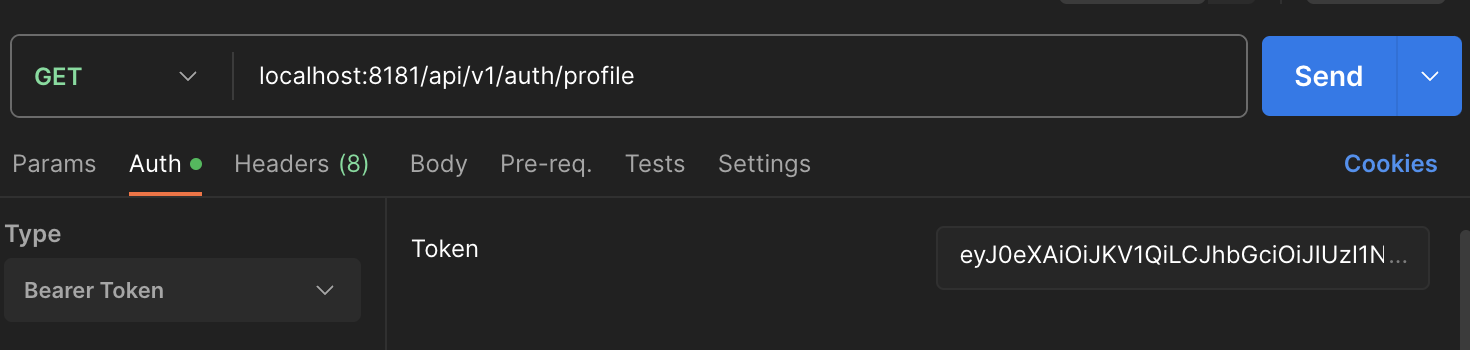 GET localhost:8181/api/v1/auth/profile Send
Params Auth Headers (8) Body Pre-req. Tests Settings Cookies
Type
Token eyJ0eXAiOiJKV1QiLCJhbGciOiJIUzI1N...
Bearer Token